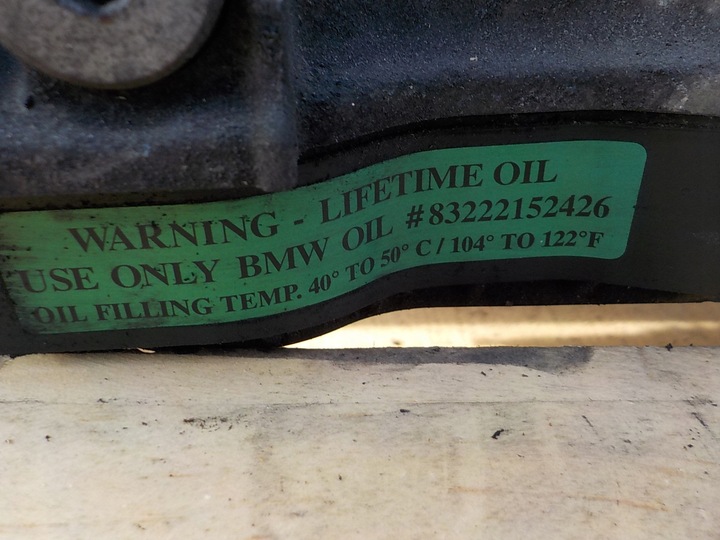 WARNING - LIFETIME OIL
USE ONLY BMW OIL #83222152426
OIL FILLING TEMP. 40° TO 50° C / 104° TO 122°F